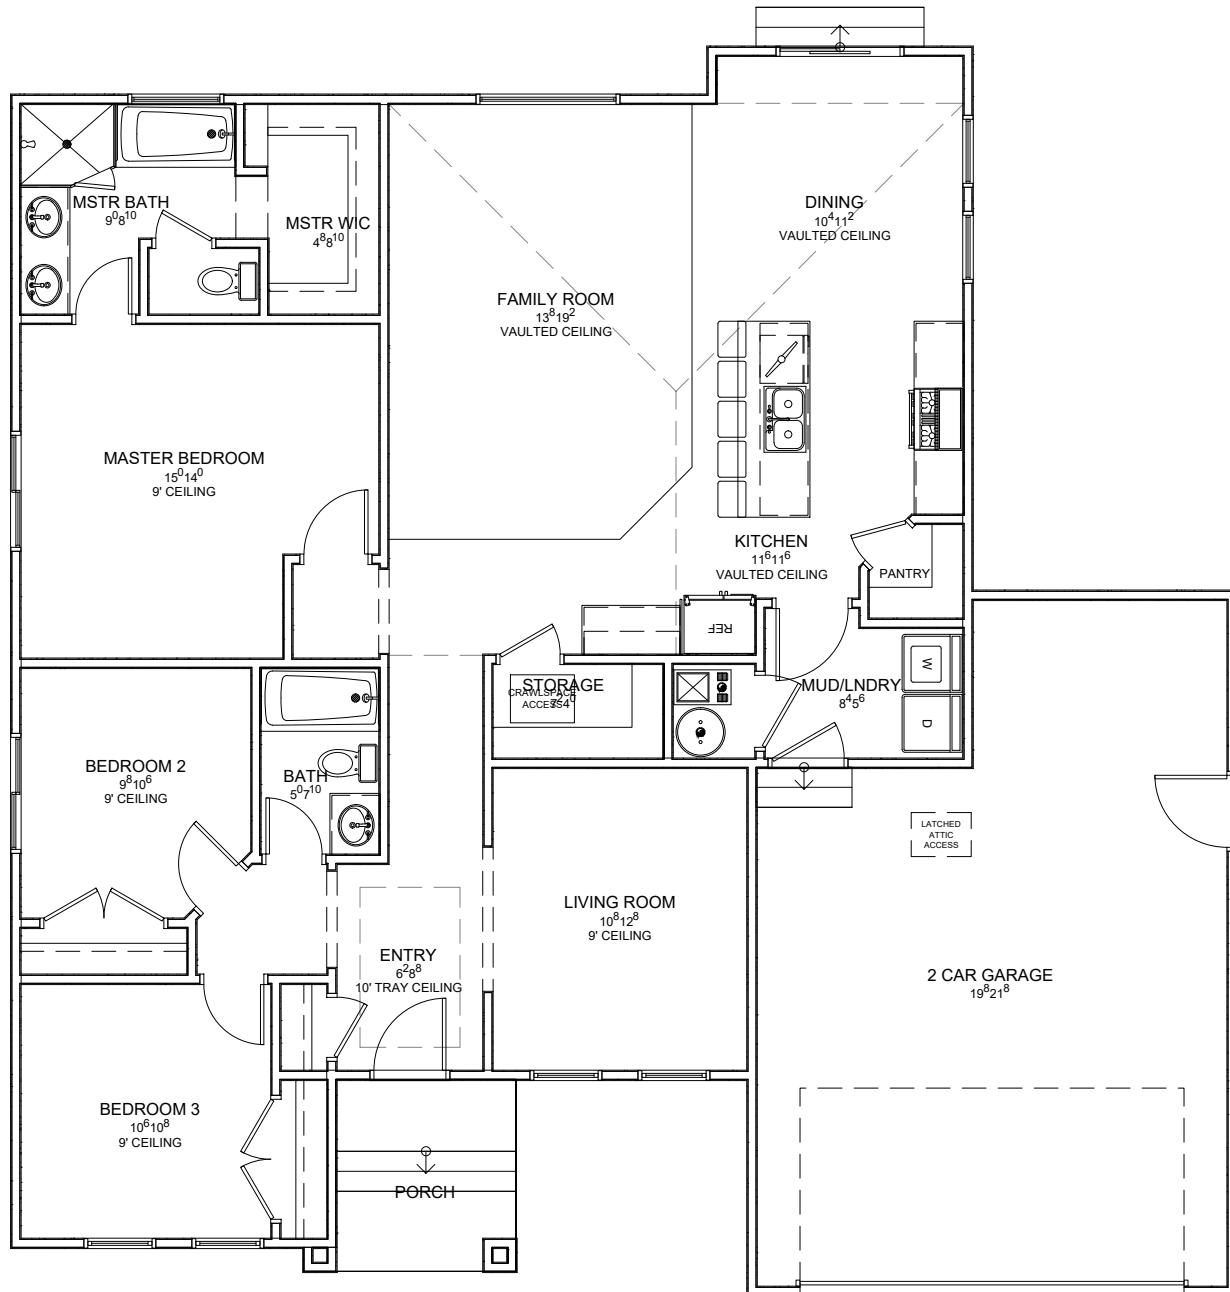 MSTR BATH
9⁰8¹⁰
MSTR WIC
4⁸8¹⁰
DINING
10⁴11²
VAULTED CEILING
FAMILY ROOM
13⁸19²
VAULTED CEILING
MASTER BEDROOM
15⁰14⁰
9' CEILING
KITCHEN
11⁶11⁶
VAULTED CEILING
PANTRY
REF
STORAGE
7²4⁰
CRAWLSPACE
ACCESS
MUD/LNDRY
8⁴5⁶
W
D
BEDROOM 2
9⁸10⁶
9' CEILING
BATH
5⁰7¹⁰
LATCHED
ATTIC
ACCESS
LIVING ROOM
10⁸12⁸
9' CEILING
ENTRY
6²8⁸
10' TRAY CEILING
2 CAR GARAGE
19⁸21⁸
BEDROOM 3
10⁶10⁸
9' CEILING
PORCH